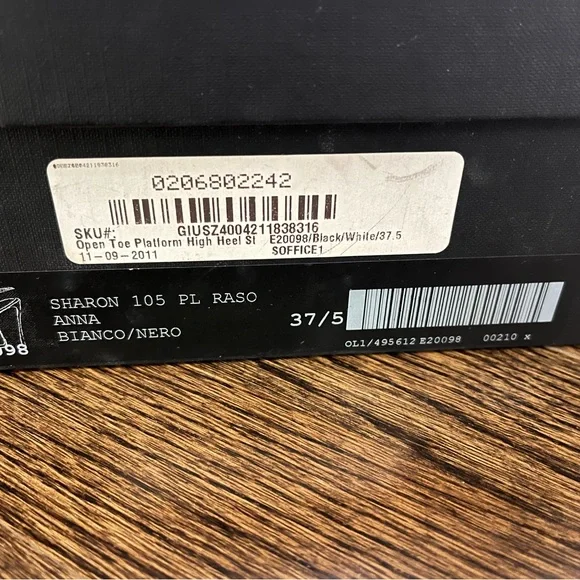 0206802242
SKU#: GIUSZ4004211838316
Open Toe Platform High Heel St E20098/Black/White/37.5
11-09-2011 SOFFICE1
SHARON 105 PL RASO
ANNA
BIANCO/NERO
37/5
OL1/495612 E20098 00210 x
098